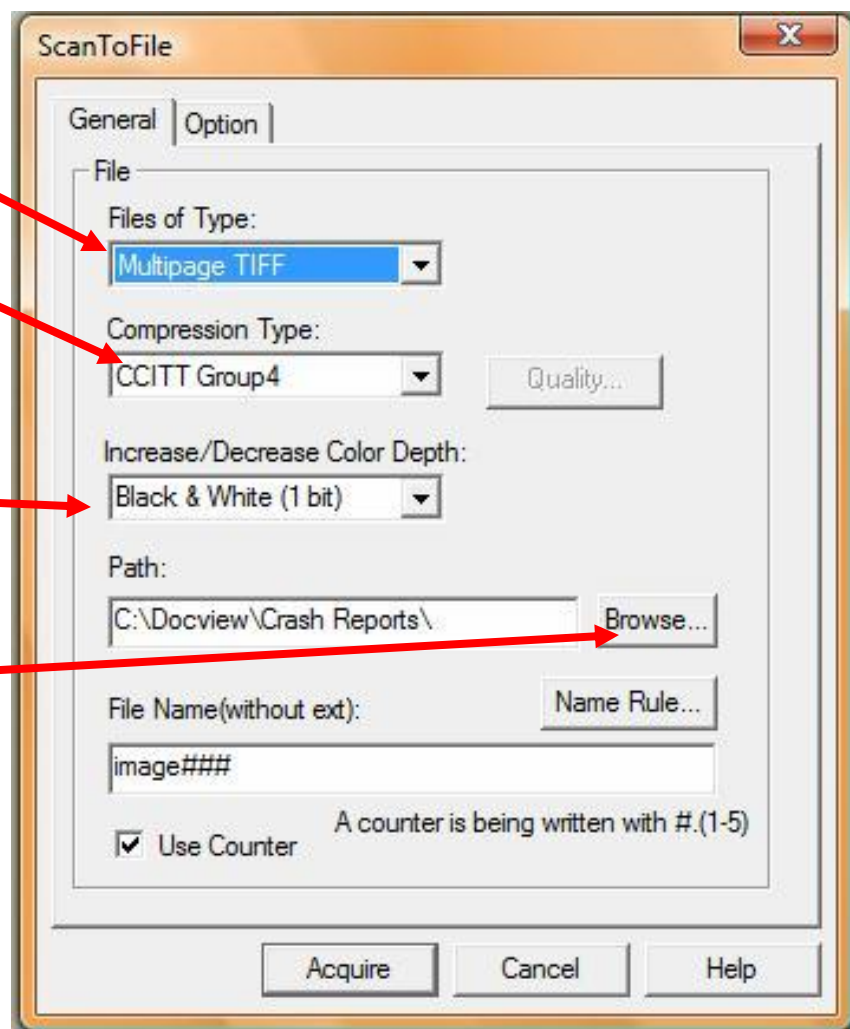 ScanToFile
General Option
File
Files of Type:
Multipage TIFF
Compression Type:
CCITT Group4 Quality...
Increase/Decrease Color Depth:
Black & White (1 bit)
Path:
C:\Docview\Crash Reports\ Browse...
File Name(without ext): Name Rule...
image###
Use Counter A counter is being written with #.(1-5)
Acquire Cancel Help